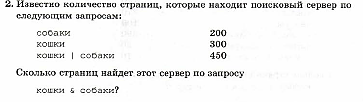 2. Известно количество страниц, которые находит поисковый сервер по
следующим запросам:
собаки 200
кошки 300
кошки | собаки 450
Сколько страниц найдет этот сервер по запросу
кошки & собаки?